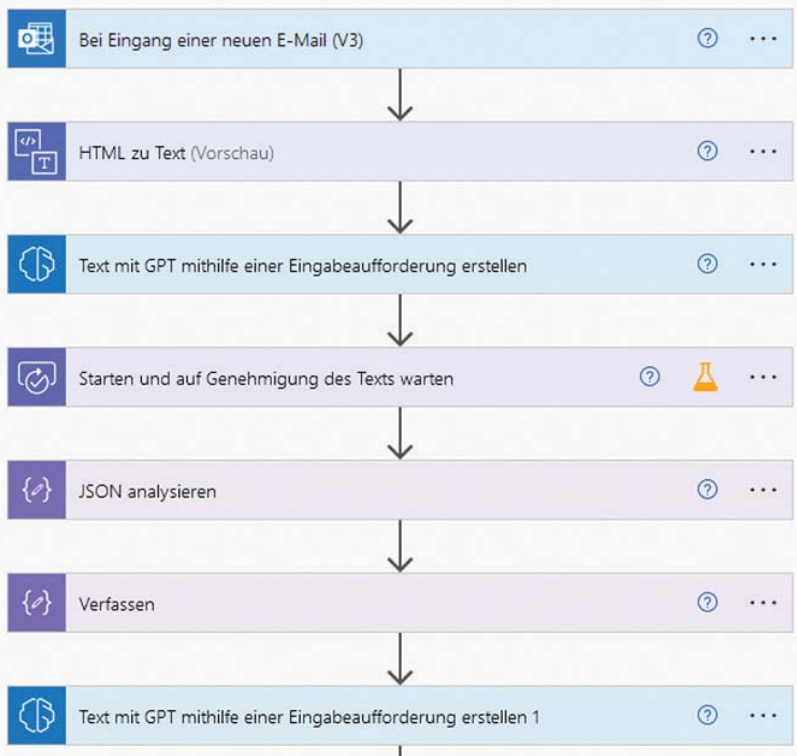 Bei Eingang einer neuen E-Mail (V3)
HTML zu Text (Vorschau)
Text mit GPT mithilfe einer Eingabeaufforderung erstellen
Starten und auf Genehmigung des Texts warten
JSON analysieren
Verfassen
Text mit GPT mithilfe einer Eingabeaufforderung erstellen 1